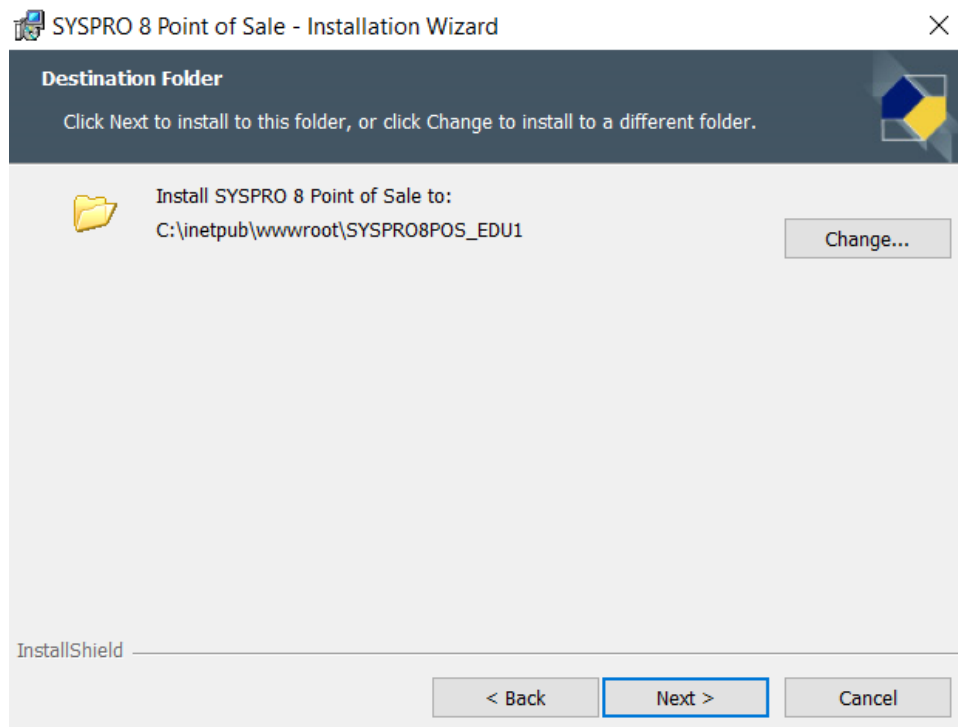 SYSPRO 8 Point of Sale - Installation Wizard
Destination Folder
Click Next to install to this folder, or click Change to install to a different folder.
Install SYSPRO 8 Point of Sale to:
C:\inetpub\wwwroot\SYSPRO8POS_EDU1
Change...
InstallShield
< Back
Next >
Cancel